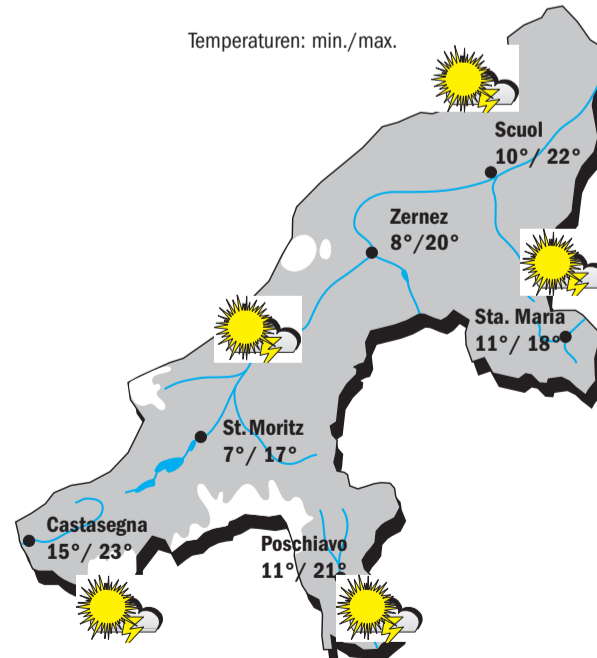 Temperaturen: min./max.
Scuol
10°/ 22°
Zernez
8°/20°
Sta. Maria
11°/ 18°
St. Moritz
7°/ 17°
Castasegna
15°/ 23°
Poschiavo
11°/ 21°